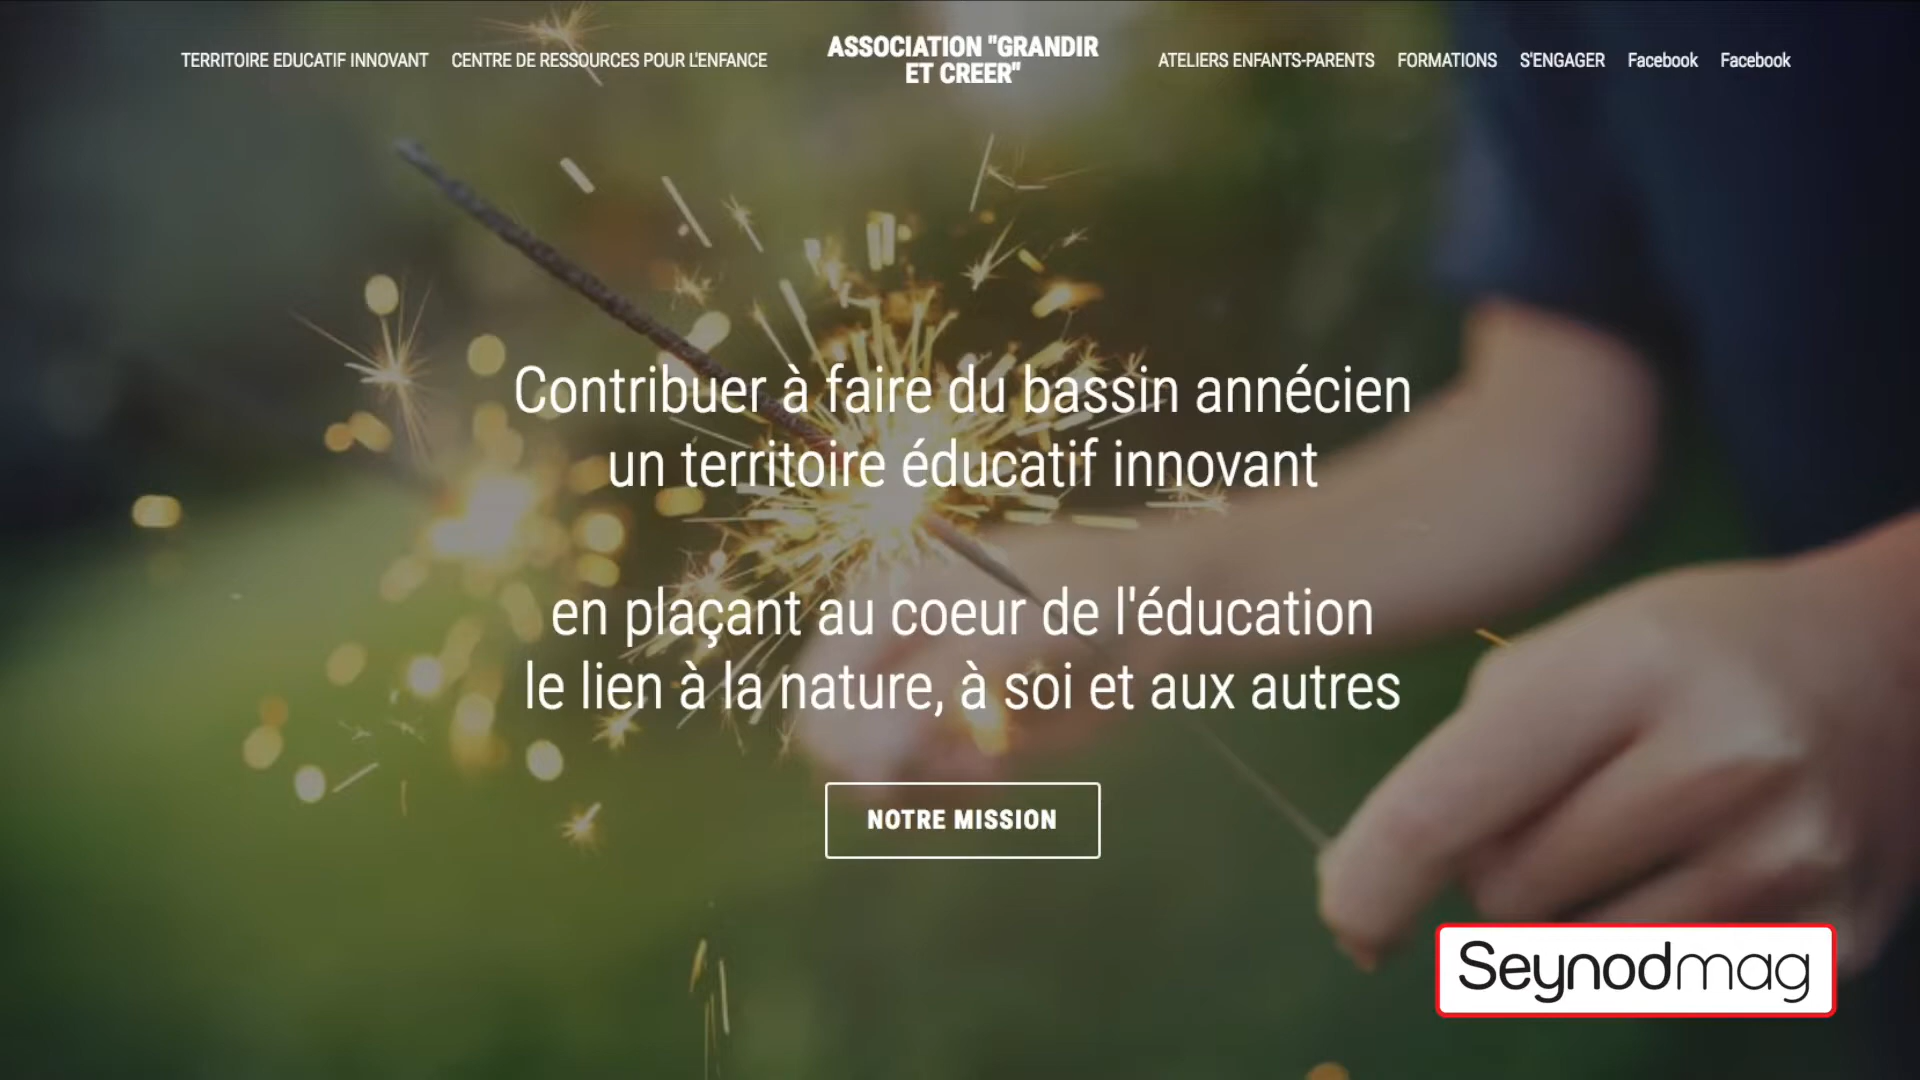 TERRITOIRE EDUCATIF INNOVANT
CENTRE DE RESSOURCES POUR L'ENFANCE
ASSOCIATION "GRANDIR
ET CREER"
ATELIERS ENFANTS-PARENTS
FORMATIONS
S'ENGAGER
Facebook
Facebook
Contribuer à faire du bassin annécien
un territoire éducatif innovant
en plaçant au coeur de l'éducation
le lien à la nature, à soi et aux autres
NOTRE MISSION
Seynodmag